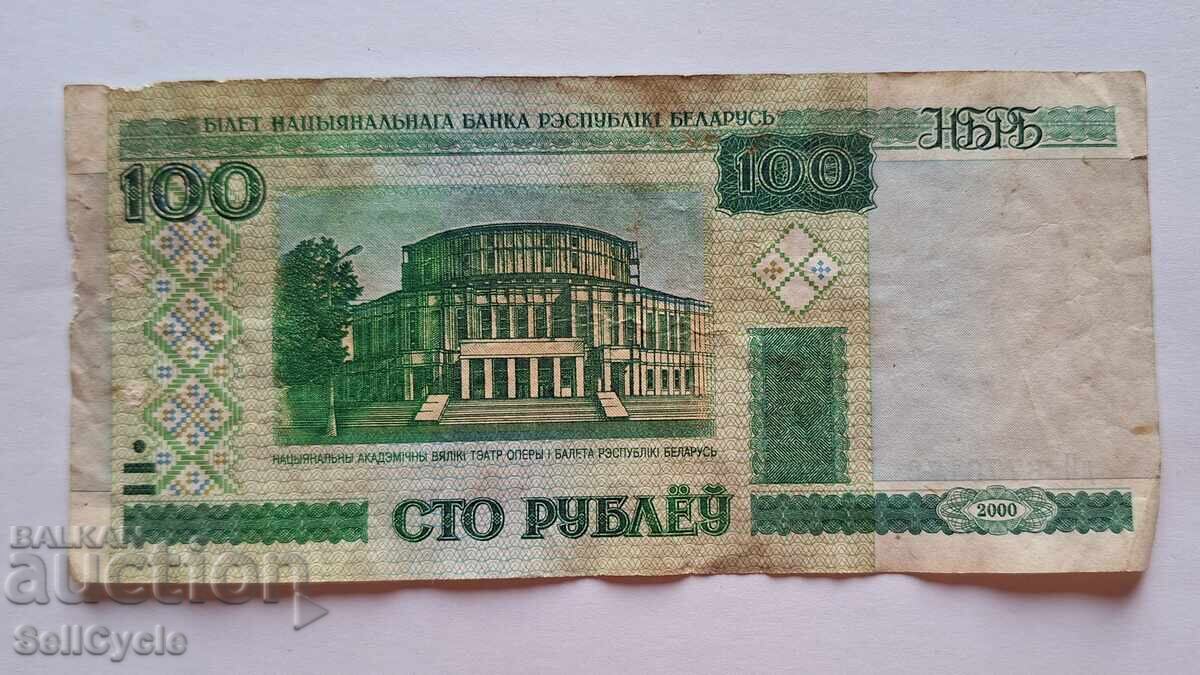 БІЛЕТ НАЦЫЯНАЛЬНАГА БАНКА РЭСПУБЛІКІ БЕЛАРУСЬ
НБРБ
100
100
НАЦЫЯНАЛЬНЫ АКАДЭМІЧНЫ ВЯЛІКІ ТЭАТР ОПЕРЫ І БАЛЕТА РЭСПУБЛІКІ БЕЛАРУСЬ
СТО РУБЛЁЎ
2000
BALKAN
auction
SellCycle